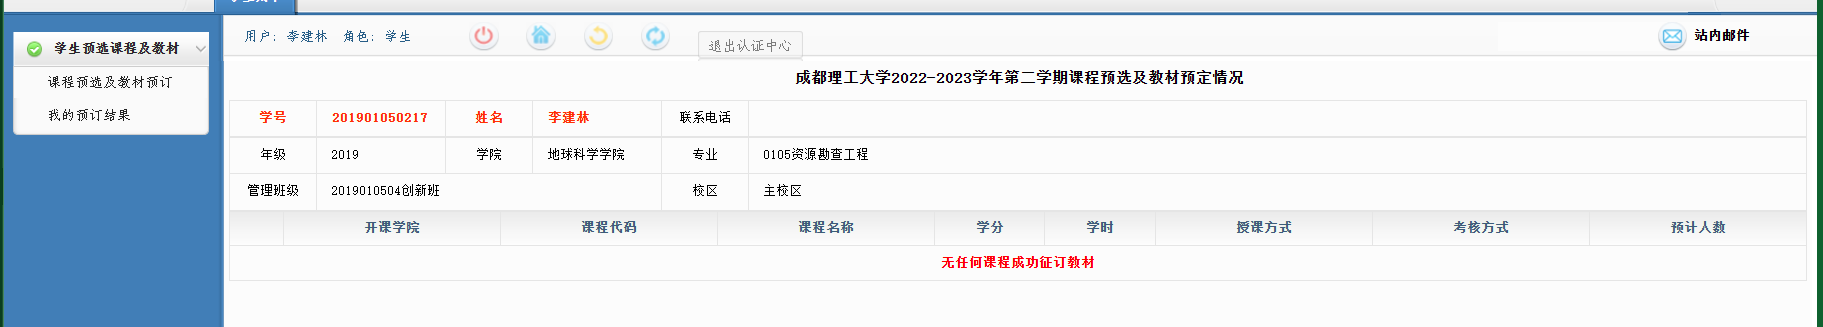 学生预选课程及教材
课程预选及教材预订
我的预订结果
用户：李建林 角色：学生
退出认证中心
站内邮件
成都理工大学2022-2023学年第二学期课程预选及教材预定情况
学号 201901050217 姓名 李建林 联系电话
年级 2019 学院 地球科学学院 专业 0105资源勘查工程
管理班级 2019010504创新班 校区 主校区
开课学院 课程代码 课程名称 学分 学时 授课方式 考核方式 预计人数
无任何课程成功征订教材